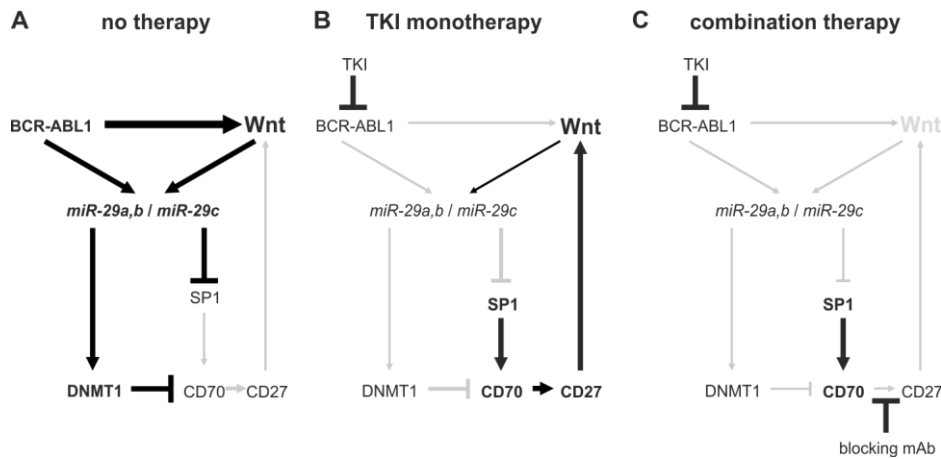 A no therapy
BCR-ABL1 Wnt
miR-29a,b / miR-29c
SP1
DNMT1 CD70 CD27
B TKI monotherapy
TKI
BCR-ABL1 Wnt
miR-29a,b / miR-29c
SP1
DNMT1 CD70 CD27
C combination therapy
TKI
BCR-ABL1 Wnt
miR-29a,b / miR-29c
SP1
DNMT1 CD70 CD27
blocking mAb